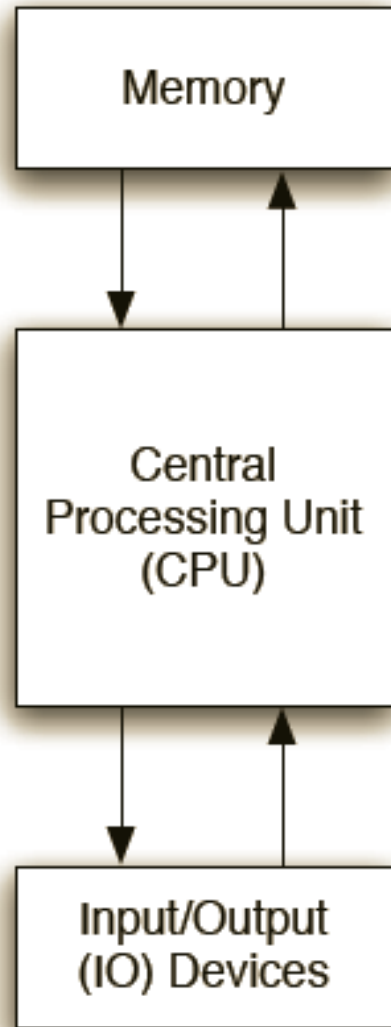 Memory
Central
Processing Unit
(CPU)
Input/Output
(IO) Devices